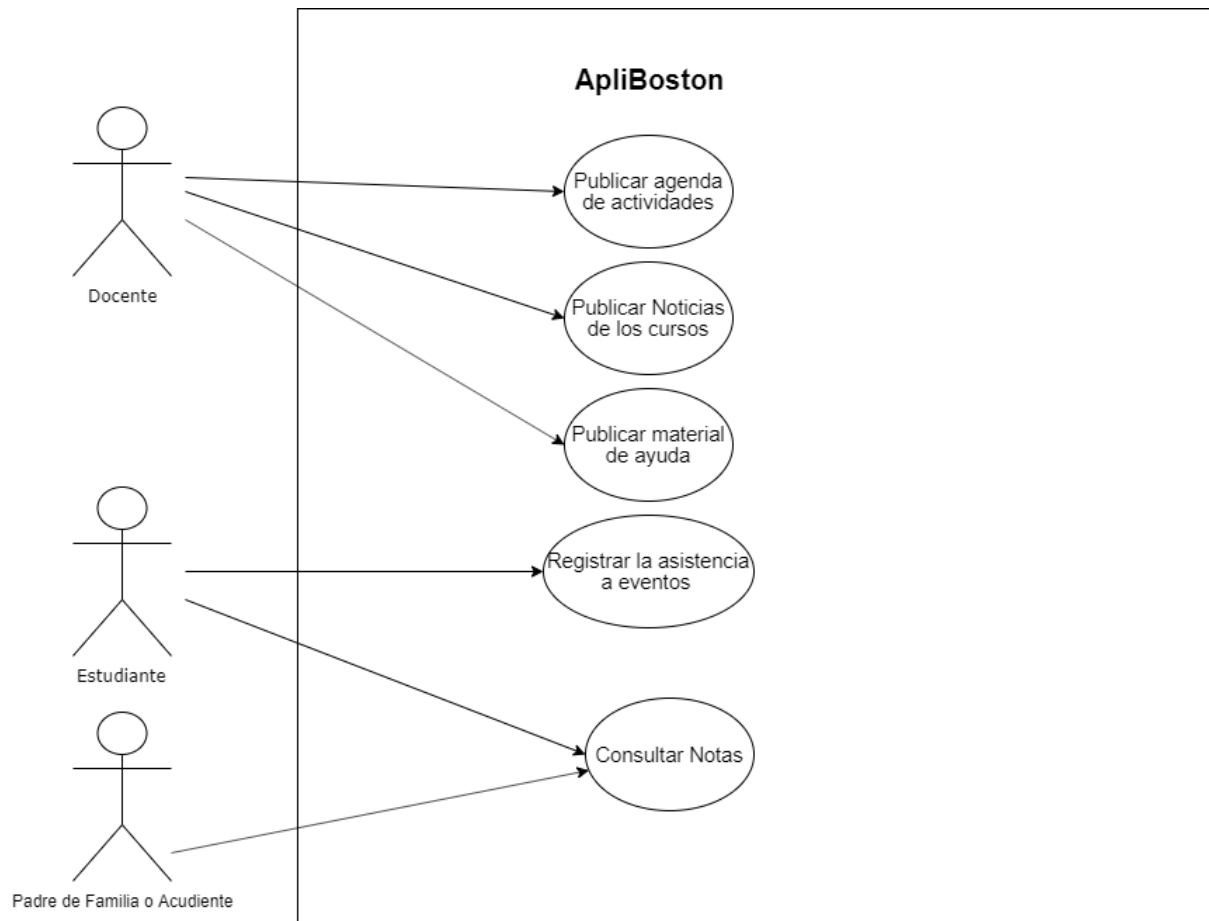 ApliBoston
Publicar agenda
de actividades
Docente
Publicar Noticias
de los cursos
Publicar material
de ayuda
Registrar la asistencia
a eventos
Estudiante
Consultar Notas
Padre de Familia o Acudiente